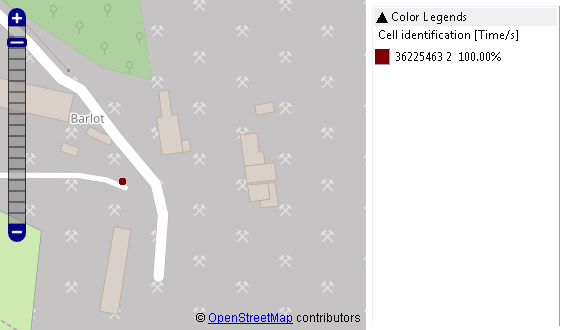 Barlot
© OpenStreetMap contributors
Color Legends
Cell identification [Time/s]
36225463 2 100.00%